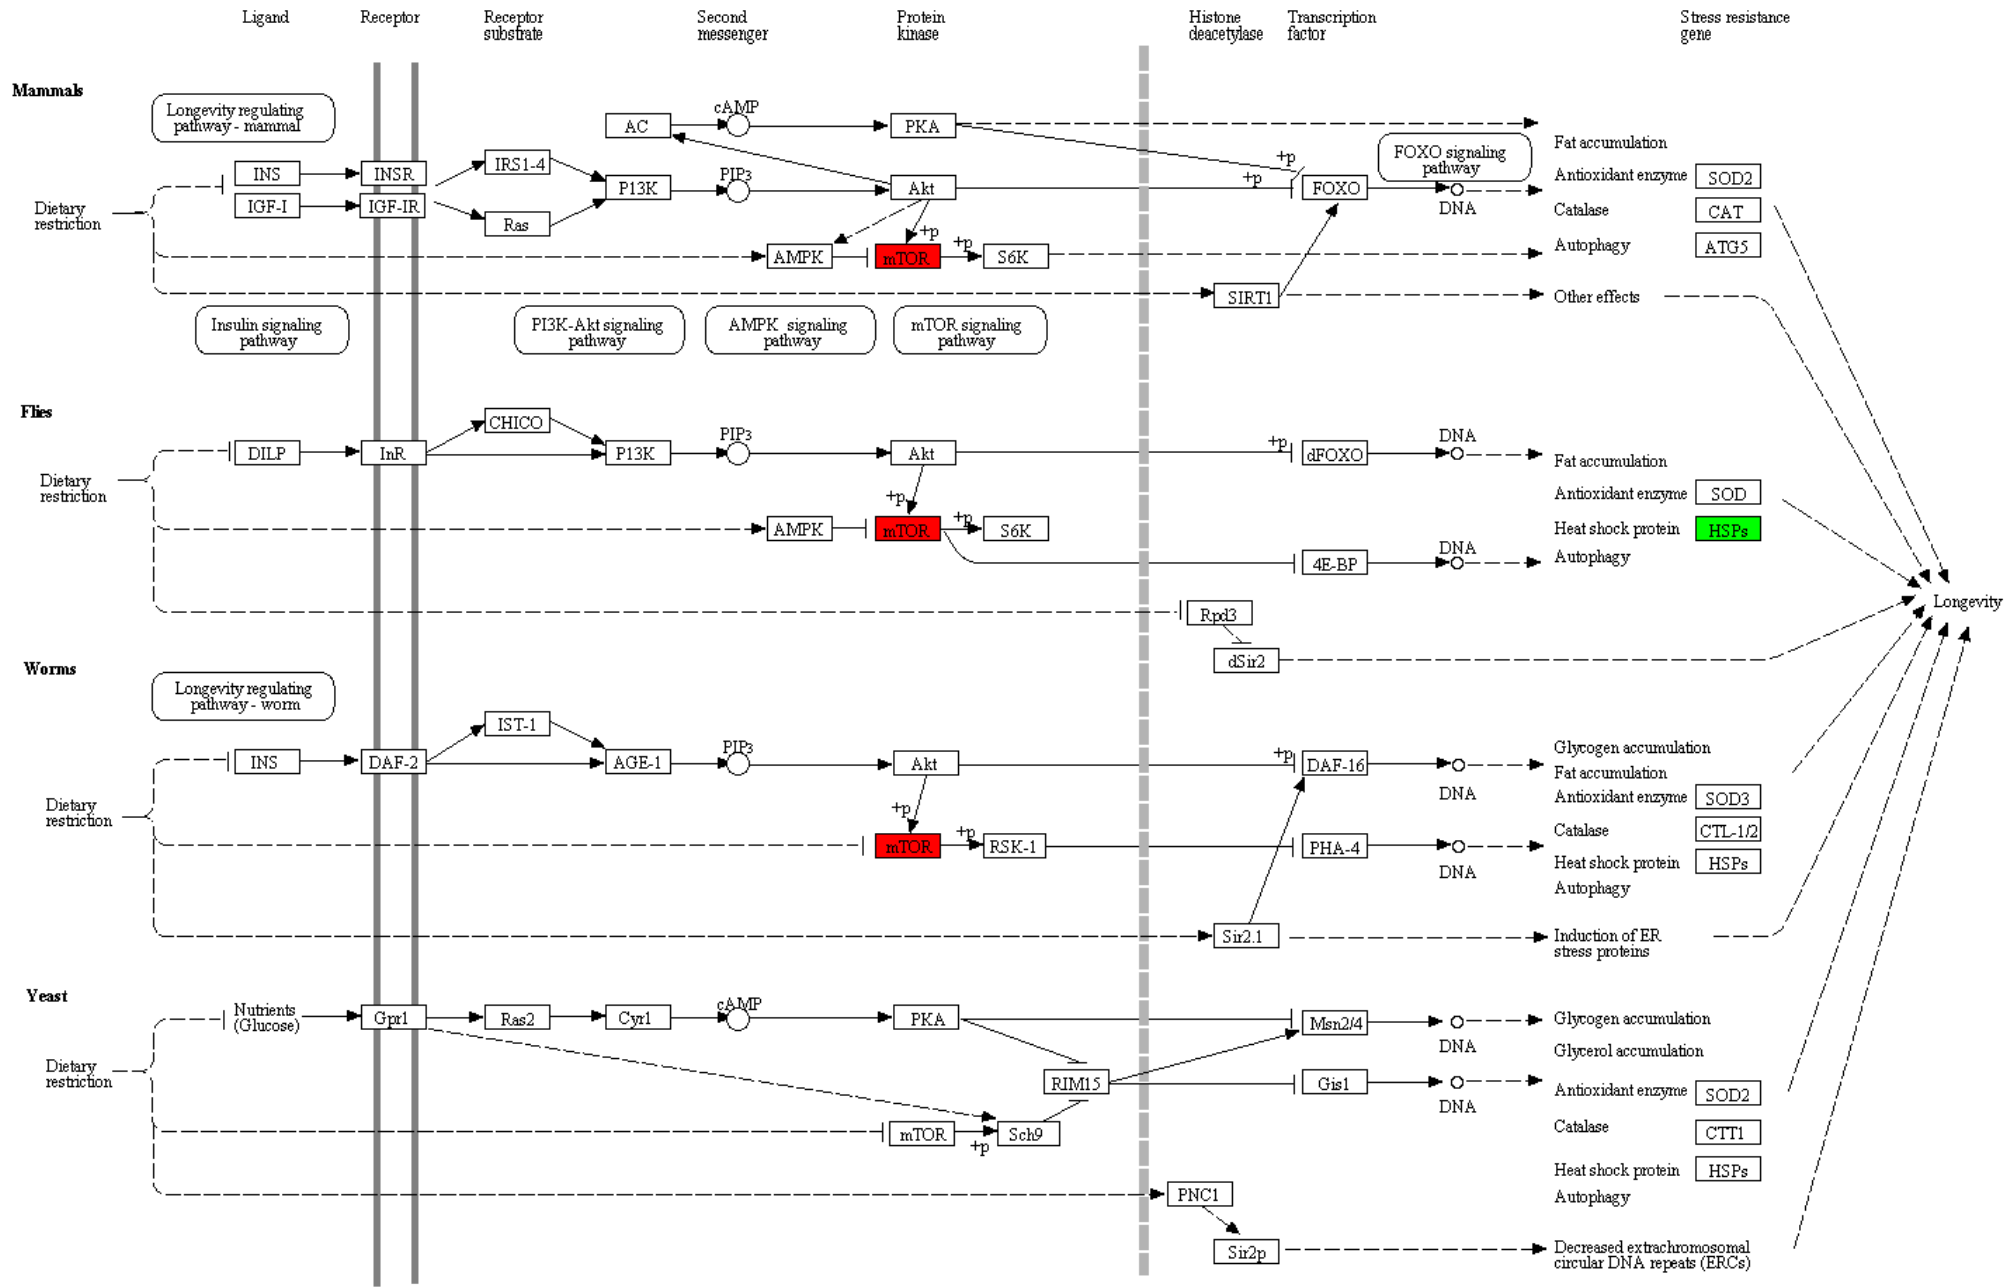 Ligand
Receptor
Receptor
substrate
Second
messenger
Protein
kinase
Histone
deacetylase
Transcription
factor
Stress resistance
gene
Mammals
Longevity regulating
pathway - mammal
AC
cAMP
PKA
FOXO signaling
pathway
Fat accumulation
INS
INSR
IRS1-4
P13K
PIP3
Akt
+p
+p
FOXO
DNA
Antioxidant enzyme
SOD2
Dietary
restriction
IGF-I
IGF-IR
Ras
Catalase
CAT
AMPK
+p
mTOR
+p
S6K
Autophagy
ATG5
SIRT1
Other effects
Insulin signaling
pathway
PI3K-Akt signaling
pathway
AMPK signaling
pathway
mTOR signaling
pathway
Flies
DILP
InR
CHICO
P13K
PIP3
Akt
+p
dFOXO
DNA
Fat accumulation
Dietary
restriction
Antioxidant enzyme
SOD
AMPK
+p
mTOR
+p
S6K
Heat shock protein
HSPs
4E-BP
DNA
Autophagy
Rpd3
dSir2
Longevity
Worms
Longevity regulating
pathway - worm
INS
DAF-2
IST-1
AGE-1
PIP3
Akt
+p
DAF-16
DNA
Glycogen accumulation
Fat accumulation
Dietary
restriction
Antioxidant enzyme
SOD3
+p
mTOR
+p
RSK-1
PHA-4
DNA
Catalase
CTL-1/2
Heat shock protein
HSPs
Autophagy
Sir2.1
Induction of ER
stress proteins
Yeast
Nutrients
(Glucose)
Gpr1
Ras2
Cyr1
cAMP
PKA
Msn2/4
DNA
Glycogen accumulation
Glycerol accumulation
Dietary
restriction
RIM15
Gis1
DNA
Antioxidant enzyme
SOD2
mTOR
+p
Sch9
Catalase
CTT1
Heat shock protein
HSPs
Autophagy
PNC1
Sir2p
Decreased extrachromosomal
circular DNA repeats (ERCs)